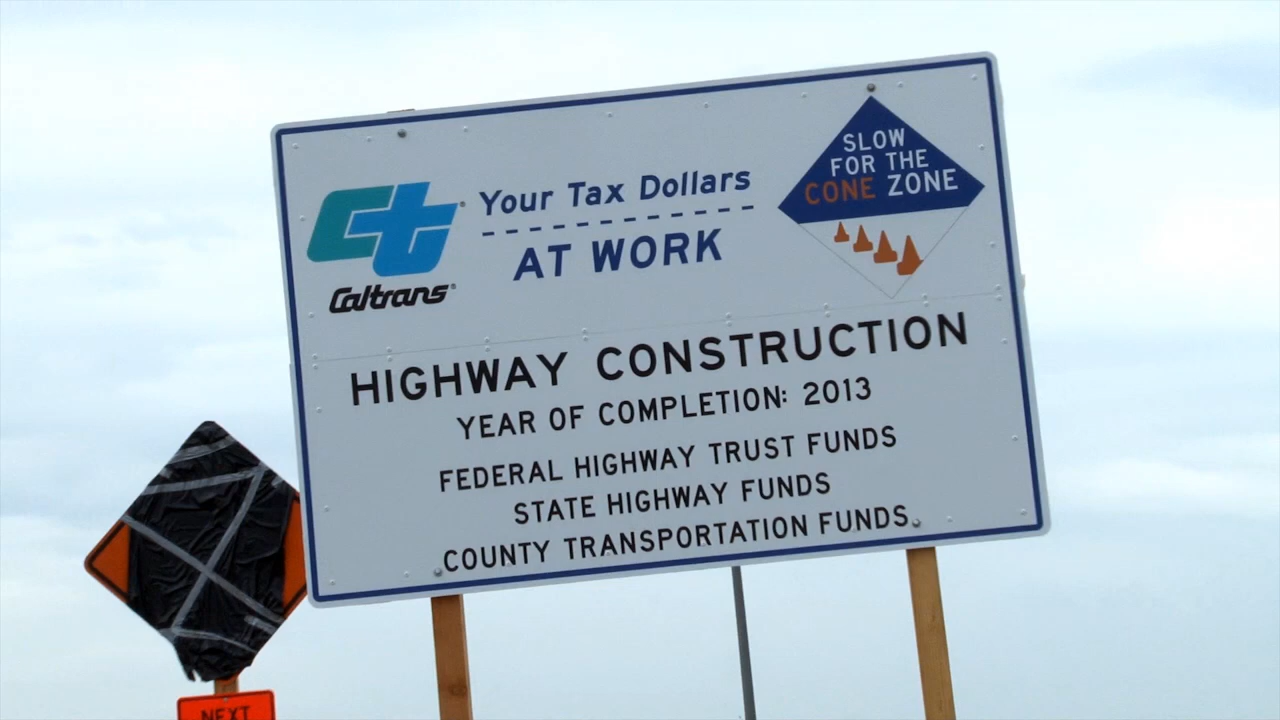 Caltrans
Your Tax Dollars
AT WORK
SLOW
FOR THE
CONE ZONE
HIGHWAY CONSTRUCTION
YEAR OF COMPLETION: 2013
FEDERAL HIGHWAY TRUST FUNDS
STATE HIGHWAY FUNDS
COUNTY TRANSPORTATION FUNDS
NEXT